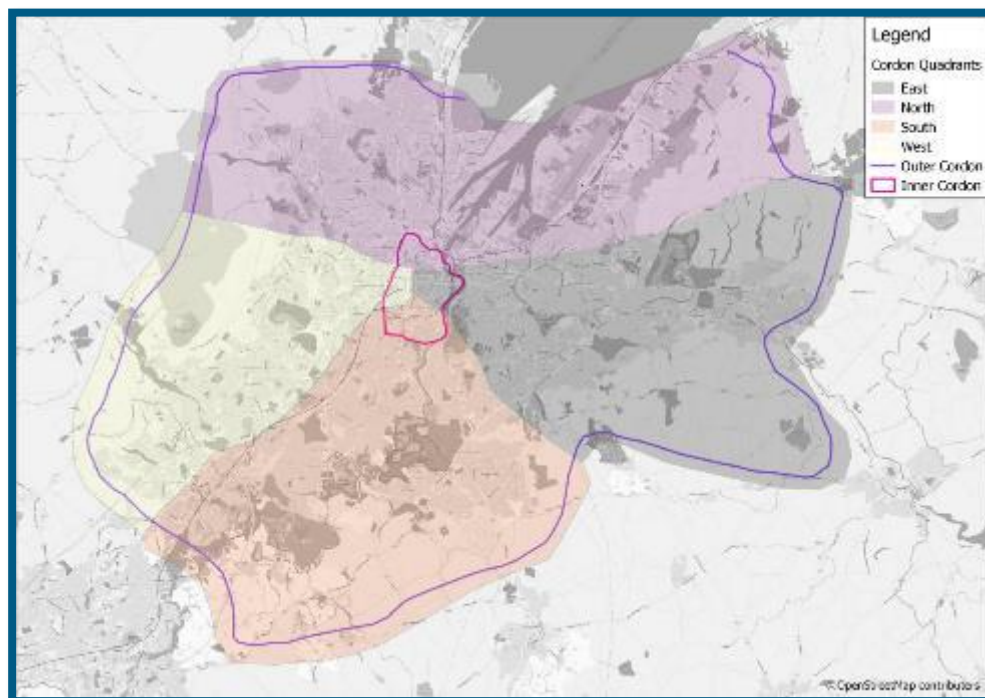 Legend
Cordon Quadrants
East
North
South
West
Outer Cordon
Inner Cordon
© OpenStreetMap contributors